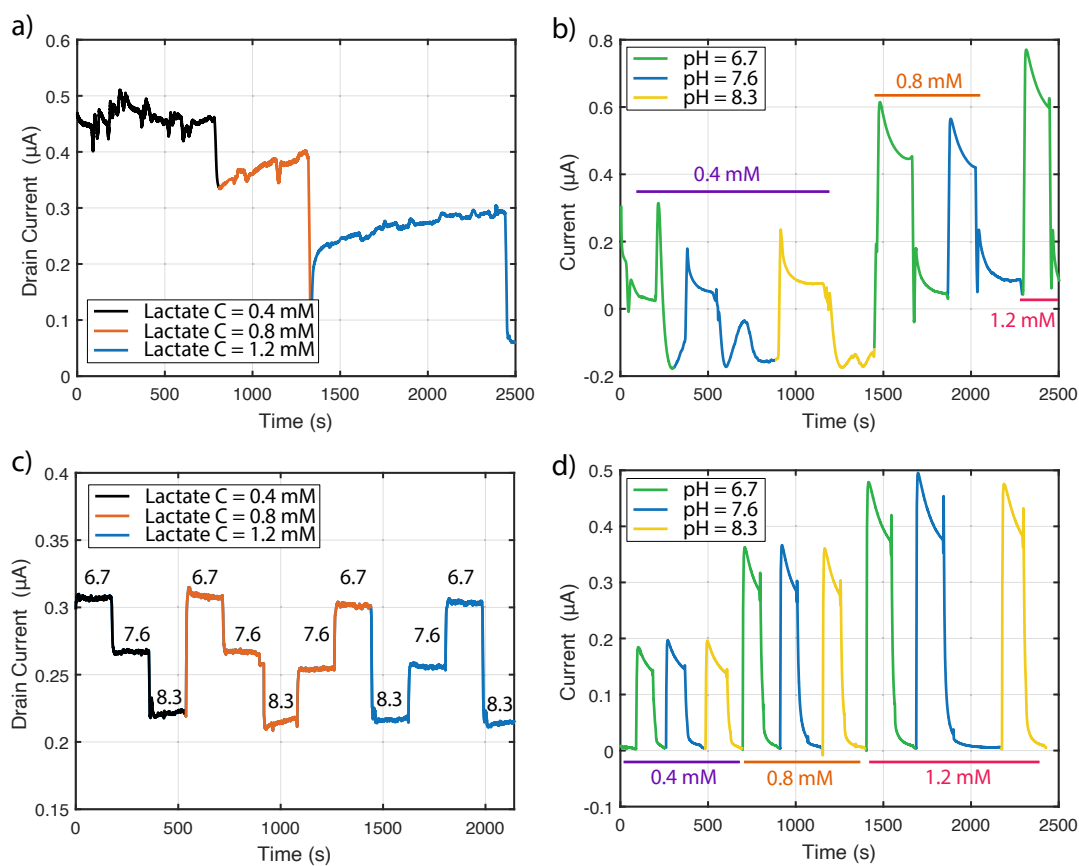 a)
Drain Current (µA)
0.6
0.5
0.4
0.3
0.2
0.1
0
Lactate C = 0.4 mM
Lactate C = 0.8 mM
Lactate C = 1.2 mM
0 500 1000 1500 2000 2500
Time (s)
b)
Current (µA)
0.8
0.6
0.4
0.2
0
-0.2
pH = 6.7
pH = 7.6
pH = 8.3
0.8 mM
0.4 mM
1.2 mM
0 500 1000 1500 2000 2500
Time (s)
c)
Drain Current (µA)
0.4
0.35
0.3
0.25
0.2
0.15
Lactate C = 0.4 mM
Lactate C = 0.8 mM
Lactate C = 1.2 mM
6.7 6.7 6.7 6.7
7.6 7.6 7.6 7.6
8.3 8.3 8.3 8.3
0 500 1000 1500 2000
Time (s)
d)
Current (µA)
0.5
0.4
0.3
0.2
0.1
0
-0.1
pH = 6.7
pH = 7.6
pH = 8.3
0.4 mM 0.8 mM 1.2 mM
0 500 1000 1500 2000 2500
Time (s)